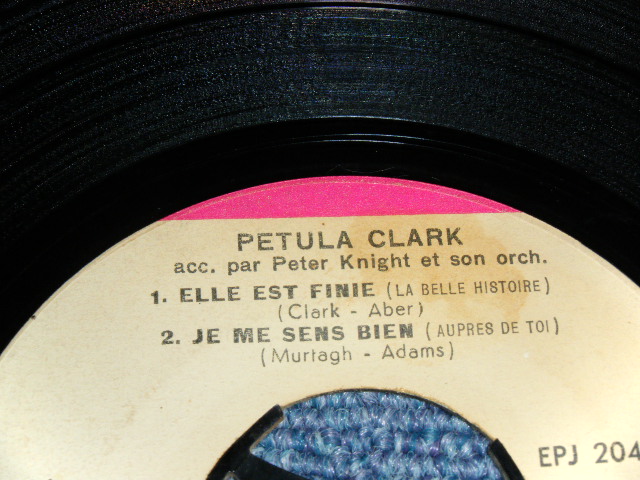 PETULA CLARK
acc. par Peter Knight et son orch.
1. ELLE EST FINIE (LA BELLE HISTOIRE)
(Clark - Aber)
2. JE ME SENS BIEN (AUPRES DE TOI)
(Murtagh - Adams)
EPJ 204